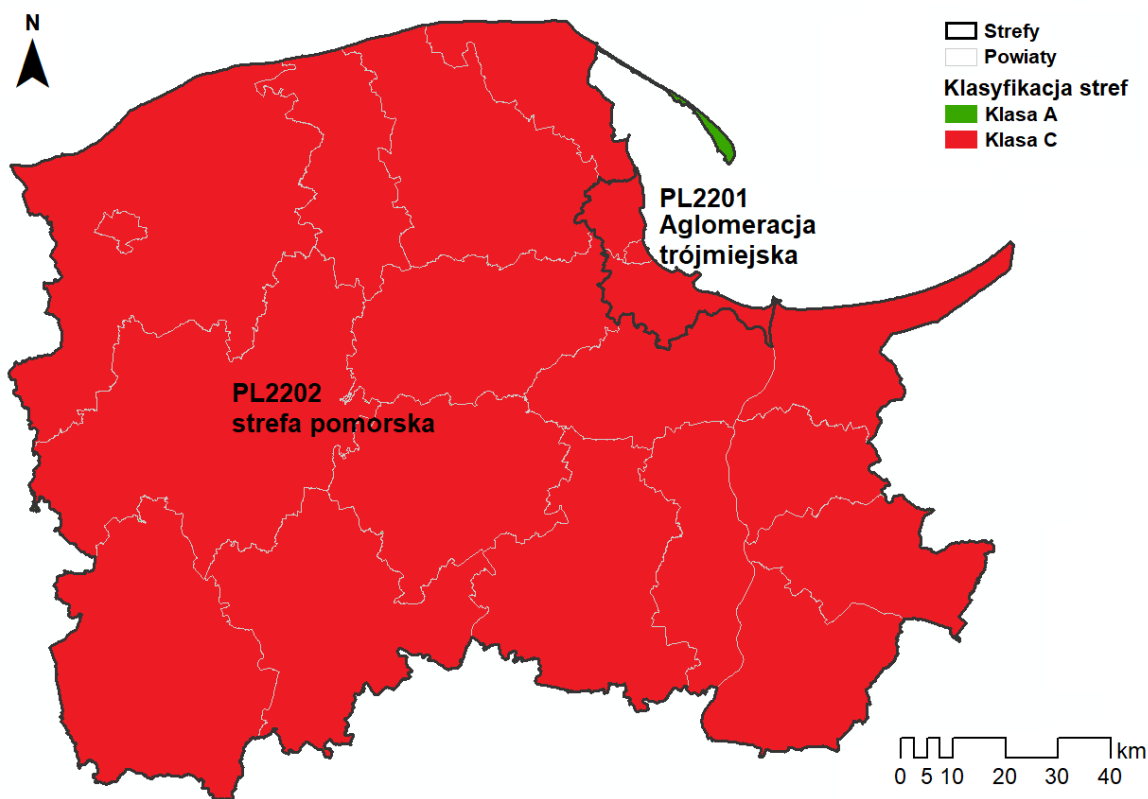 N
Strefy
Powiaty
Klasyfikacja stref
Klasa A
Klasa C
PL2201
Aglomeracja
trójmiejska
PL2202
strefa pomorska
km
0 5 10 20 30 40